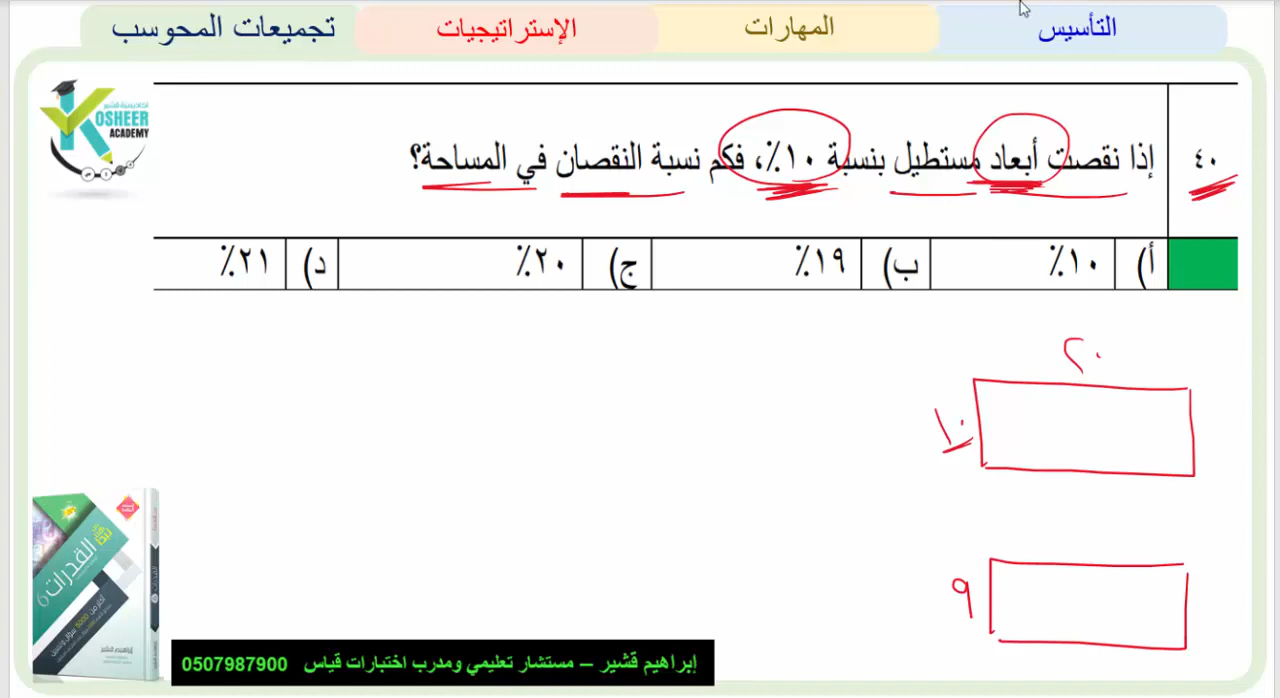 التأسيس
المهارات
الإستراتيجيات
تجميعات المحوسب
KOSHEER
ACADEMY
٤٠ إذا نقصت أبعاد مستطيل بنسبة ١٠٪، فكم نسبة النقصان في المساحة؟
أ) ١٠٪ ب) ١٩٪ ج) ٢٠٪ د) ٢١٪
٢٠
١٠
٩
القدرات
إبراهيم قشير – مستشار تعليمي ومدرب اختبارات قياس 0507987900